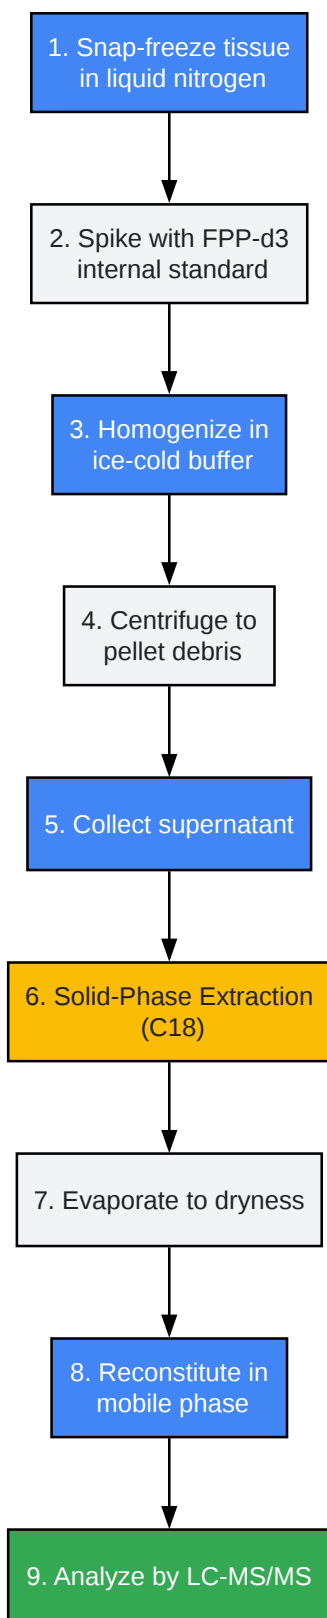 1. Snap-freeze tissue
in liquid nitrogen
2. Spike with FPP-d3
internal standard
3. Homogenize in
ice-cold buffer
4. Centrifuge to
pellet debris
5. Collect supernatant
6. Solid-Phase Extraction
(C18)
7. Evaporate to dryness
8. Reconstitute in
mobile phase
9. Analyze by LC-MS/MS